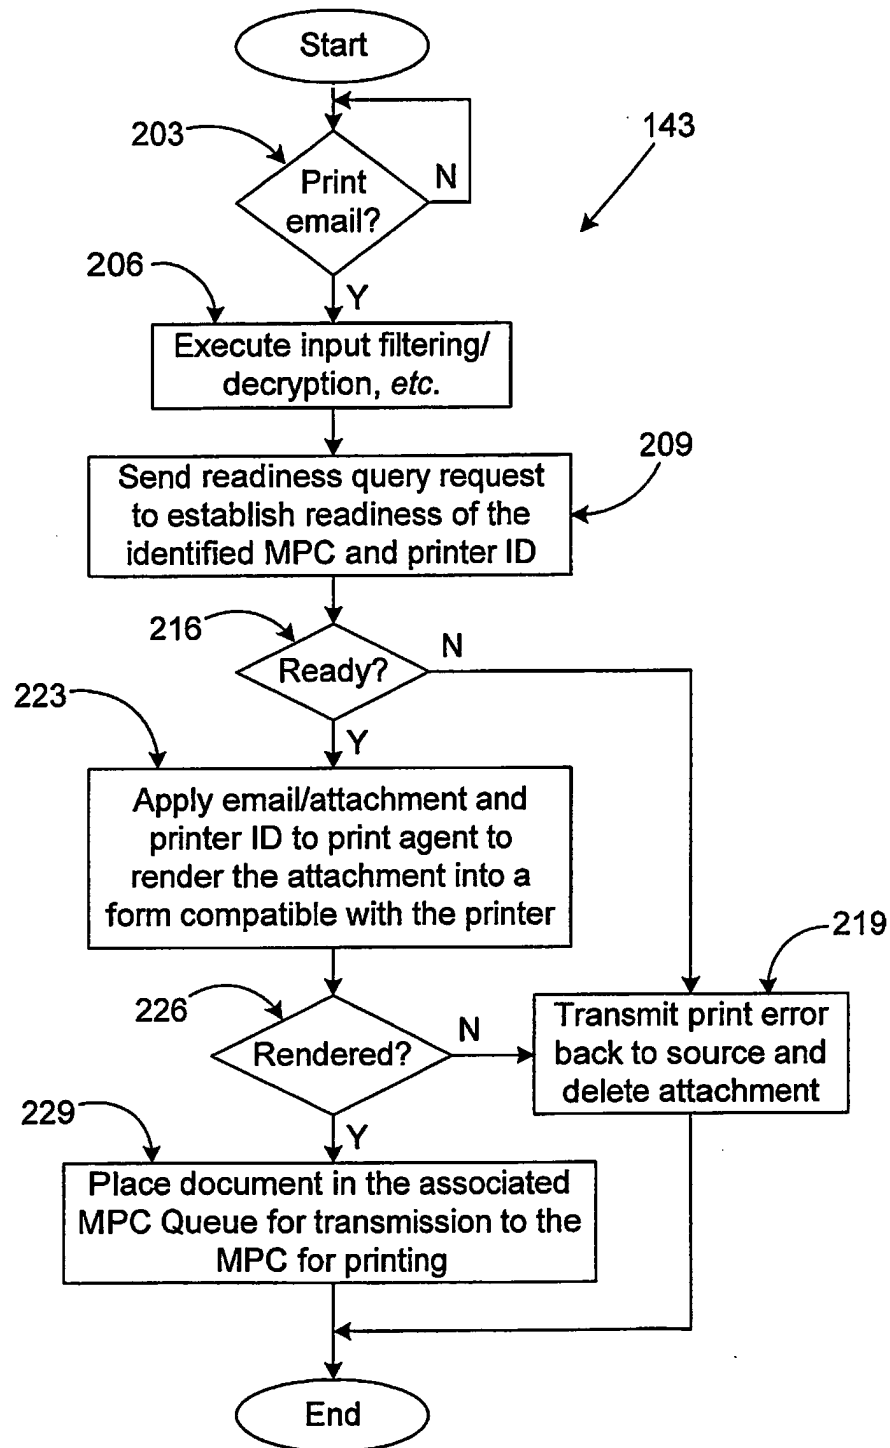 Start
203
143
Print
email?
N
206
Y
Execute input filtering/
decryption, etc.
209
Send readiness query request
to establish readiness of the
identified MPC and printer ID
216
N
Ready?
223
Y
Apply email/attachment and
printer ID to print agent to
render the attachment into a
form compatible with the printer
219
226
N
Rendered?
Transmit print error
back to source and
delete attachment
229
Y
Place document in the associated
MPC Queue for transmission to the
MPC for printing
End